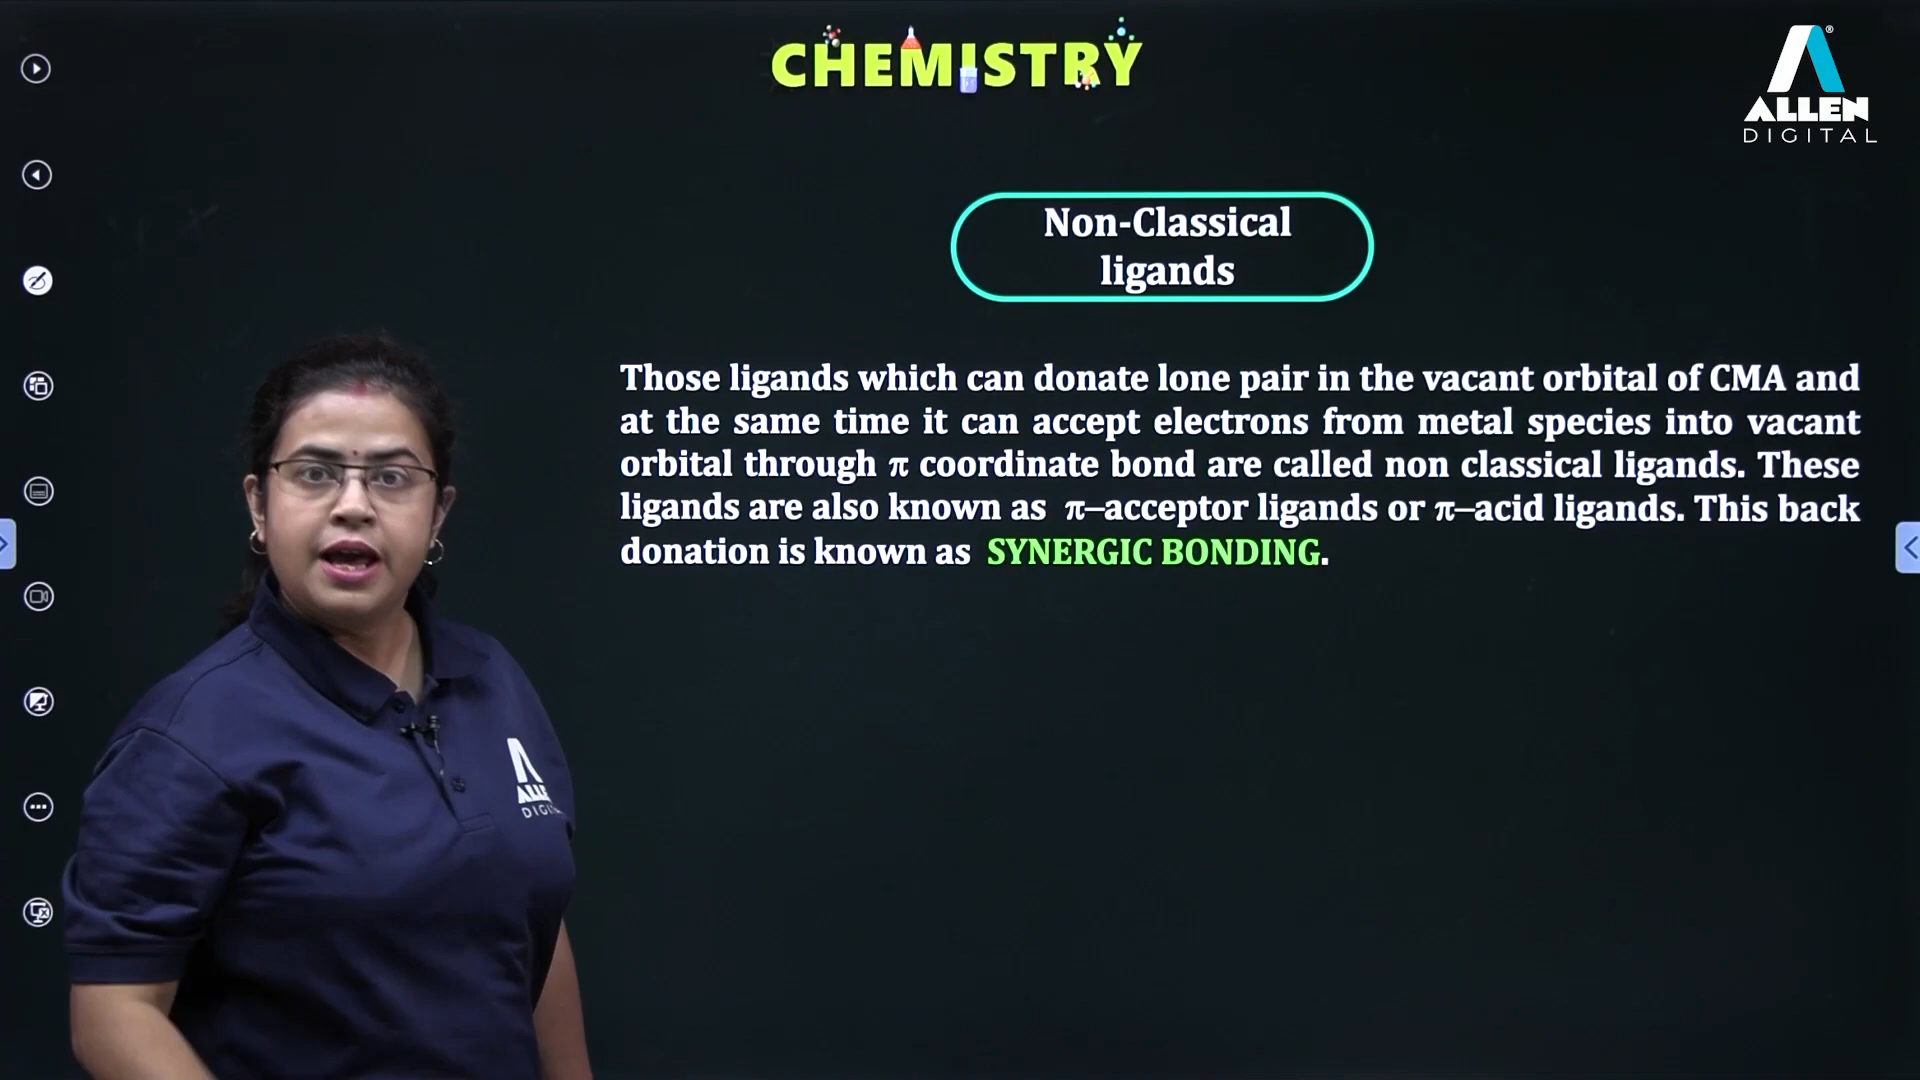 CHEMISTRY
ALLEN
DIGITAL
Non-Classical
ligands
Those ligands which can donate lone pair in the vacant orbital of CMA and
at the same time it can accept electrons from metal species into vacant
orbital through π coordinate bond are called non classical ligands. These
ligands are also known as π–acceptor ligands or π–acid ligands. This back
donation is known as SYNERGIC BONDING.